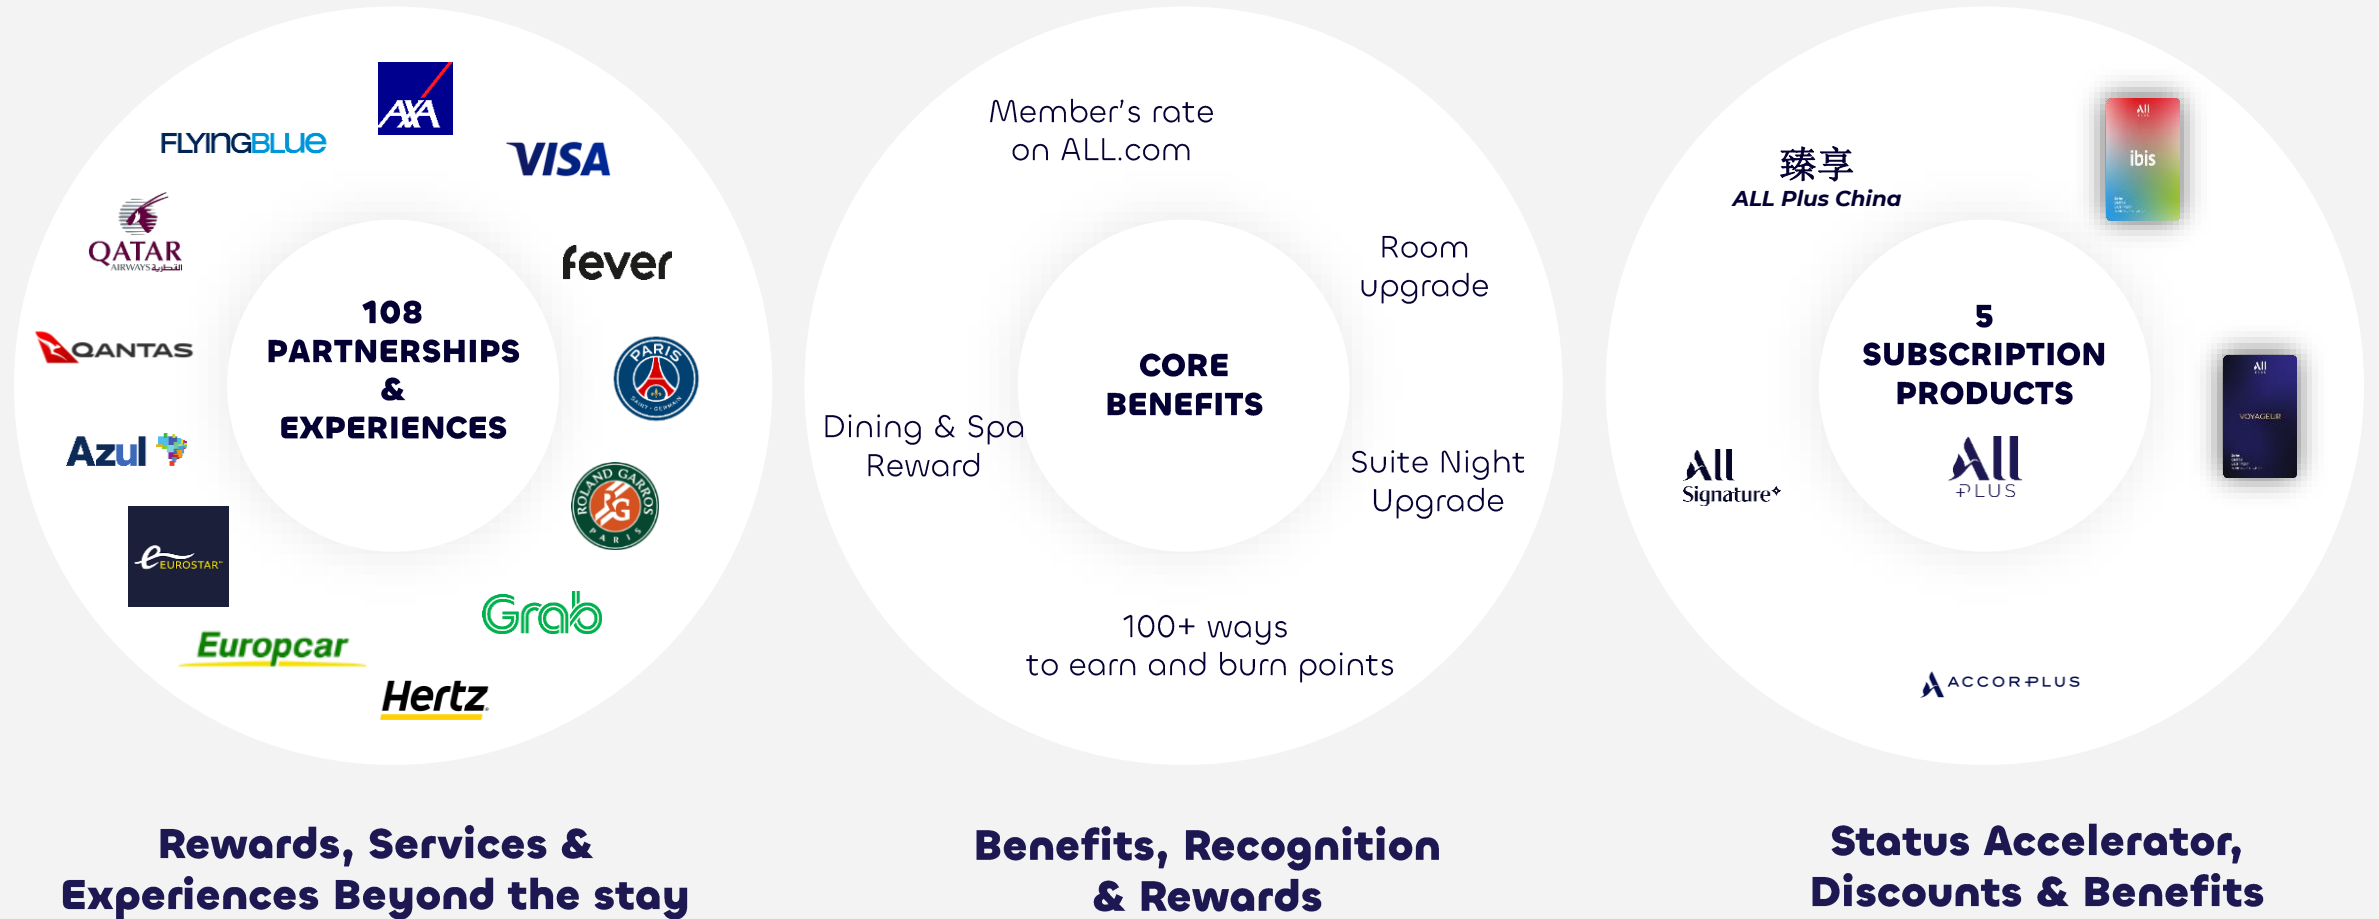 AXA
FLYINGBLUE
VISA
QATAR
AIRWAYS القطرية
fever
108
PARTNERSHIPS
&
EXPERIENCES
QANTAS
PARIS
SAINT-GERMAIN
Azul
ROLAND GARROS
RG
PARIS
EUROSTAR
Grab
Europcar
Hertz
Rewards, Services &
Experiences Beyond the stay
Member's rate
on ALL.com
Room
upgrade
CORE
BENEFITS
Dining & Spa
Reward
Suite Night
Upgrade
100+ ways
to earn and burn points
Benefits, Recognition
& Rewards
臻享
ALL Plus China
All
ibis
5
SUBSCRIPTION
PRODUCTS
All
PLUS
All
VOYAGEUR
All
Signature
ACCORPLUS
Status Accelerator,
Discounts & Benefits